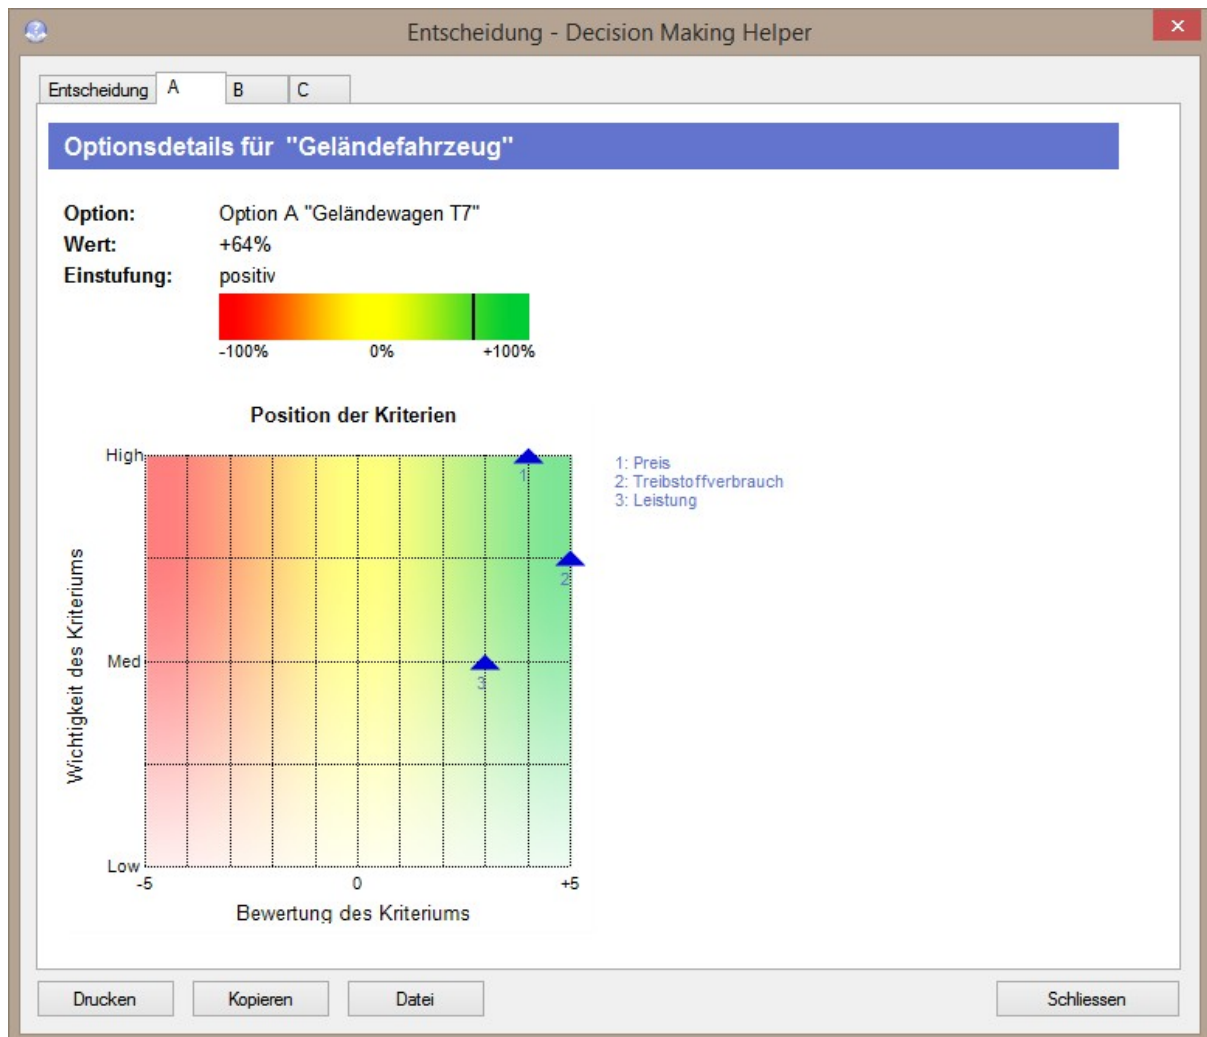 Entscheidung - Decision Making Helper
Entscheidung A B C
Optionsdetails für "Geländefahrzeug"
Option: Option A "Geländewagen T7"
Wert: +64%
Einstufung: positiv
-100% 0% +100%
Position der Kriterien
High
1
1: Preis
2: Treibstoffverbrauch
3: Leistung
2
Wichtigkeit des Kriteriums
Med
3
Low
-5 0 +5
Bewertung des Kriteriums
Drucken Kopieren Datei Schliessen